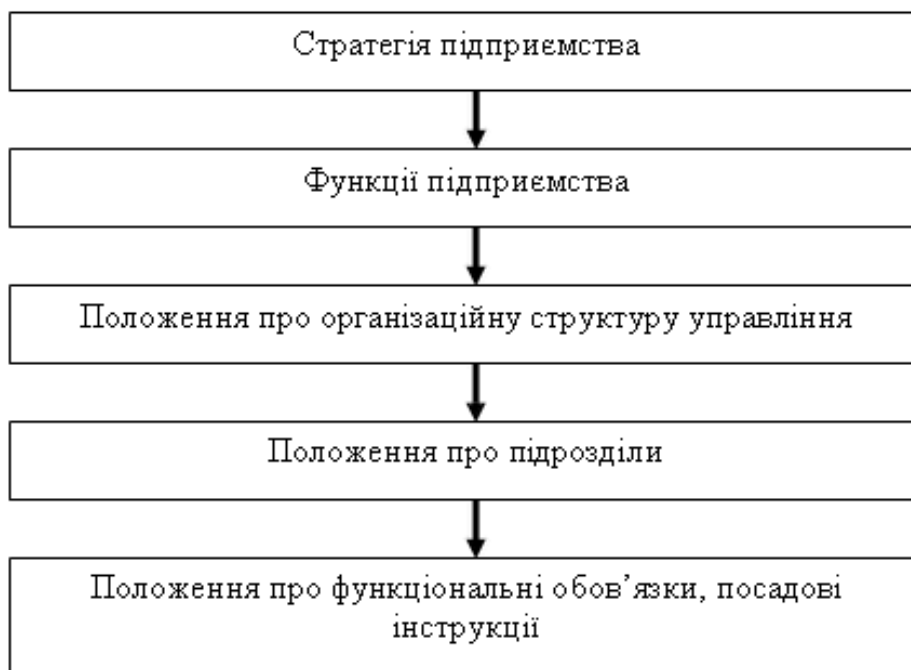 Стратегія підприємства
Функції підприємства
Положення про організаційну структуру управління
Положення про підрозділи
Положення про функціональні обов’язки, посадові
інструкції